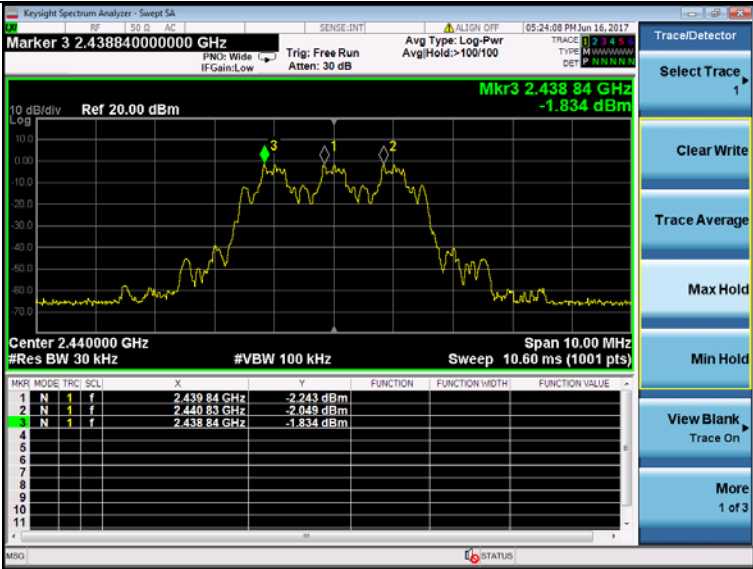 Keysight Spectrum Analyzer - Swept SA
RF 50 Ω AC SENSE:INT ALIGN OFF 05:24:08 PM Jun 16, 2017
Marker 3 2.438840000000 GHz
PNO: Wide
IFGain:Low
Trig: Free Run
Atten: 30 dB
Avg Type: Log-Pwr
Avg|Hold:>100/100
TRACE 1 2 3 4 5 6
TYPE M W W W W W
DET P N N N N N
Mkr3 2.438 84 GHz
-1.834 dBm
10 dB/div Ref 20.00 dBm
Log
10.0
0.00
-10.0
-20.0
-30.0
-40.0
-50.0
-60.0
-70.0
3
1
2
Center 2.440000 GHz
Span 10.00 MHz
#Res BW 30 kHz
#VBW 100 kHz
Sweep 10.60 ms (1001 pts)
MKR MODE TRC SCL X Y FUNCTION FUNCTION WIDTH FUNCTION VALUE
1 N 1 f 2.439 84 GHz -2.243 dBm
2 N 1 f 2.440 83 GHz -2.049 dBm
3 N 1 f 2.438 84 GHz -1.834 dBm
4
5
6
7
8
9
10
11
MSG
STATUS
Trace/Detector
Select Trace
1
Clear Write
Trace Average
Max Hold
Min Hold
View Blank
Trace On
More
1 of 3